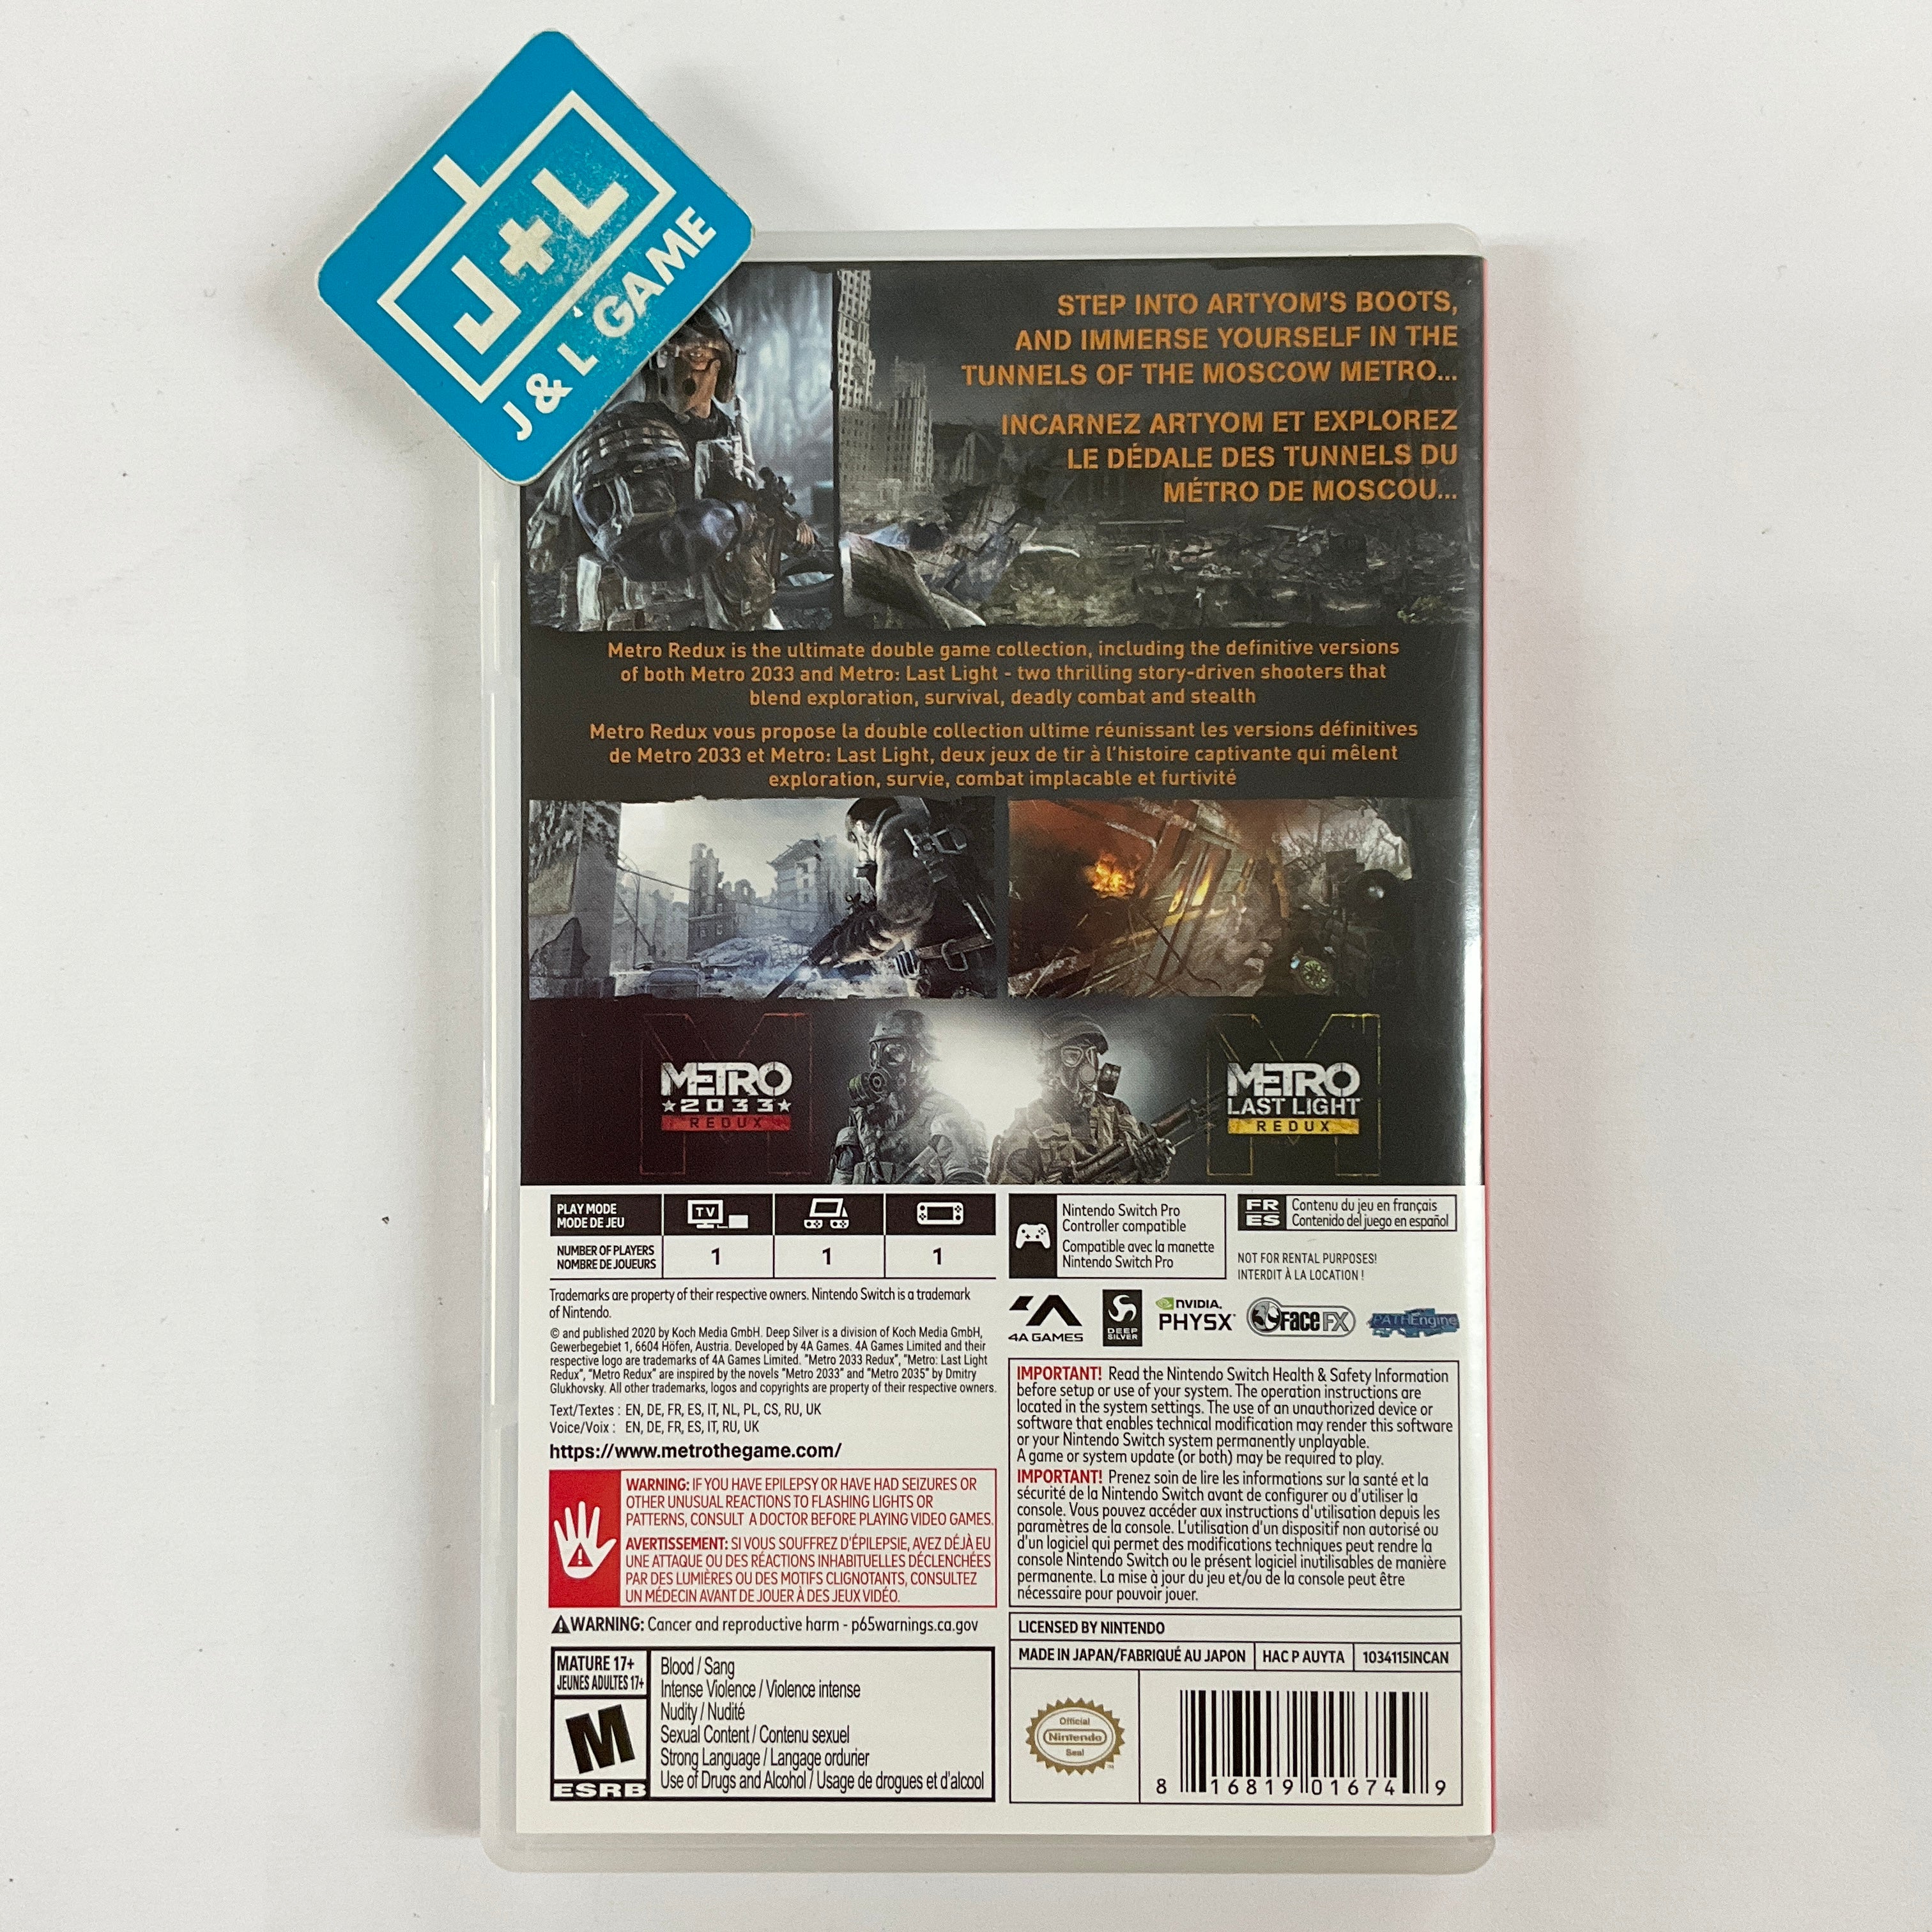 J+L
J & L GAME
STEP INTO ARTYOM'S BOOTS,
AND IMMERSE YOURSELF IN THE
TUNNELS OF THE MOSCOW METRO...
INCARNEZ ARTYOM ET EXPLOREZ
LE DÉDALE DES TUNNELS DU
MÉTRO DE MOSCOU...
Metro Redux is the ultimate double game collection, including the definitive versions
of both Metro 2033 and Metro: Last Light - two thrilling story-driven shooters that
blend exploration, survival, deadly combat and stealth
Metro Redux vous propose la double collection ultime réunissant les versions définitives
de Metro 2033 et Metro: Last Light, deux jeux de tir à l'histoire captivante qui mêlent
exploration, survie, combat implacable et furtivité
METRO
2033
REDUX
METRO
LAST LIGHT
REDUX
PLAY MODE
MODE DE JEU
TV
NUMBER OF PLAYERS
NOMBRE DE JOUEURS
1 1 1
Nintendo Switch Pro
Controller compatible
Compatible avec la manette
Nintendo Switch Pro
FR
ES
Contenu du jeu en français
Contenido del juego en español
NOT FOR RENTAL PURPOSES!
INTERDIT À LA LOCATION !
Trademarks are property of their respective owners. Nintendo Switch is a trademark
of Nintendo.
© and published 2020 by Koch Media GmbH. Deep Silver is a division of Koch Media GmbH,
Gewerbegebiet 1, 6604 Höfen, Austria. Developed by 4A Games. 4A Games Limited and their
respective logo are trademarks of 4A Games Limited. "Metro 2033 Redux", "Metro: Last Light
Redux", "Metro Redux" are inspired by the novels "Metro 2033" and "Metro 2035" by Dmitry
Glukhovsky. All other trademarks, logos and copyrights are property of their respective owners.
Text/Textes : EN, DE, FR, ES, IT, NL, PL, CS, RU, UK
Voice/Voix : EN, DE, FR, ES, IT, RU, UK
https://www.metrothegame.com/
4A GAMES
DEEP
SILVER
NVIDIA.
PHYSX
FaceFX
PATHEngine
WARNING: IF YOU HAVE EPILEPSY OR HAVE HAD SEIZURES OR
OTHER UNUSUAL REACTIONS TO FLASHING LIGHTS OR
PATTERNS, CONSULT A DOCTOR BEFORE PLAYING VIDEO GAMES.
AVERTISSEMENT: SI VOUS SOUFFREZ D'ÉPILEPSIE, AVEZ DÉJÀ EU
UNE ATTAQUE OU DES RÉACTIONS INHABITUELLES DÉCLENCHÉES
PAR DES LUMIÈRES OU DES MOTIFS CLIGNOTANTS, CONSULTEZ
UN MÉDECIN AVANT DE JOUER À DES JEUX VIDÉO.
WARNING: Cancer and reproductive harm - p65warnings.ca.gov
IMPORTANT! Read the Nintendo Switch Health & Safety Information
before setup or use of your system. The operation instructions are
located in the system settings. The use of an unauthorized device or
software that enables technical modification may render this software
or your Nintendo Switch system permanently unplayable.
A game or system update (or both) may be required to play.
IMPORTANT! Prenez soin de lire les informations sur la santé et la
sécurité de la Nintendo Switch avant de configurer ou d'utiliser la
console. Vous pouvez accéder aux instructions d'utilisation depuis les
paramètres de la console. L'utilisation d'un dispositif non autorisé ou
d'un logiciel qui permet des modifications techniques peut rendre la
console Nintendo Switch ou le présent logiciel inutilisables de manière
permanente. La mise à jour du jeu et/ou de la console peut être
nécessaire pour pouvoir jouer.
MATURE 17+
JEUNES ADULTES 17+
M
ESRB
Blood / Sang
Intense Violence / Violence intense
Nudity / Nudité
Sexual Content / Contenu sexuel
Strong Language / Langage ordurier
Use of Drugs and Alcohol / Usage de drogues et d'alcool
LICENSED BY NINTENDO
MADE IN JAPAN/FABRIQUÉ AU JAPON
HAC P AUYTA
1034115INCAN
Official
Nintendo
Seal
8 16819 01674 9